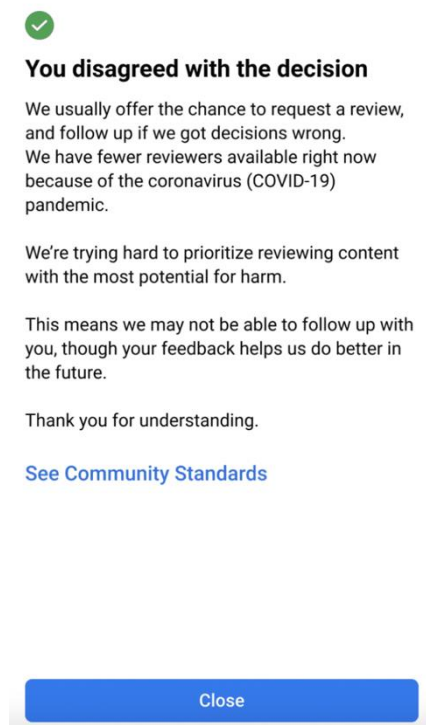 You disagreed with the decision
We usually offer the chance to request a review,
and follow up if we got decisions wrong.
We have fewer reviewers available right now
because of the coronavirus (COVID-19)
pandemic.
We’re trying hard to prioritize reviewing content
with the most potential for harm.
This means we may not be able to follow up with
you, though your feedback helps us do better in
the future.
Thank you for understanding.
See Community Standards
Close